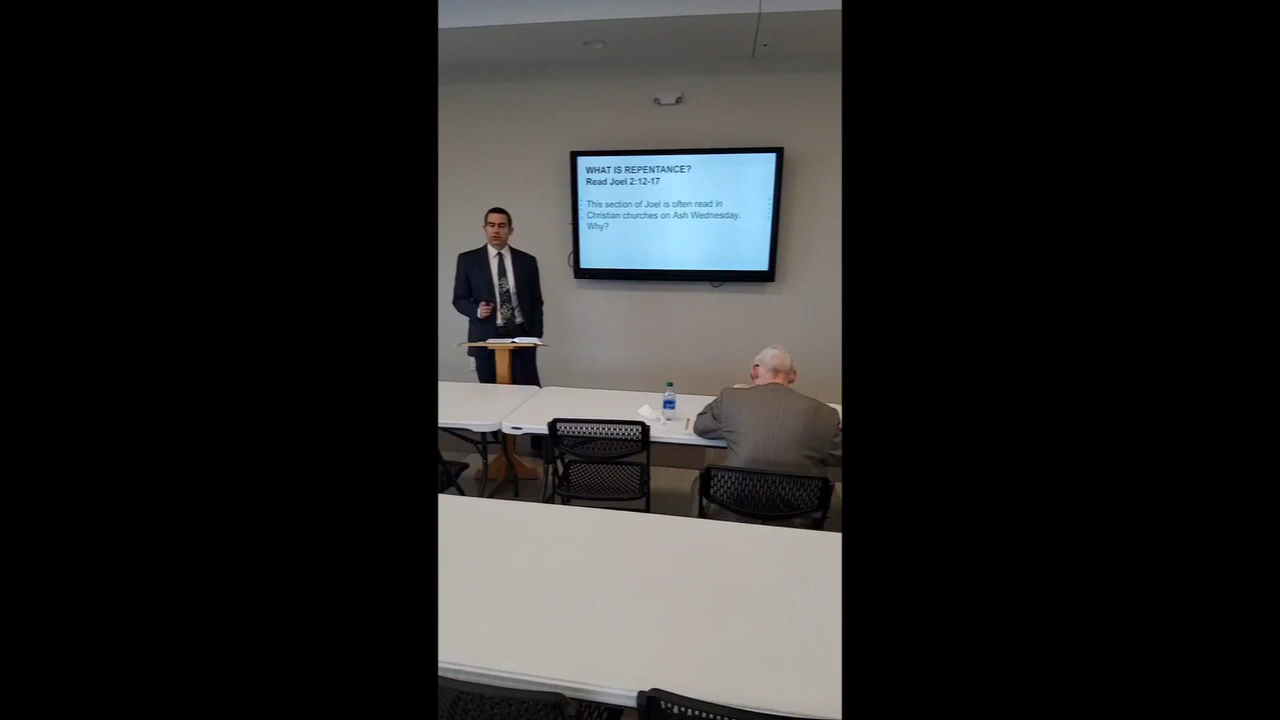 WHAT IS REPENTANCE?
Read Joel 2:12-17
This section of Joel is often read in
Christian churches on Ash Wednesday.
Why?